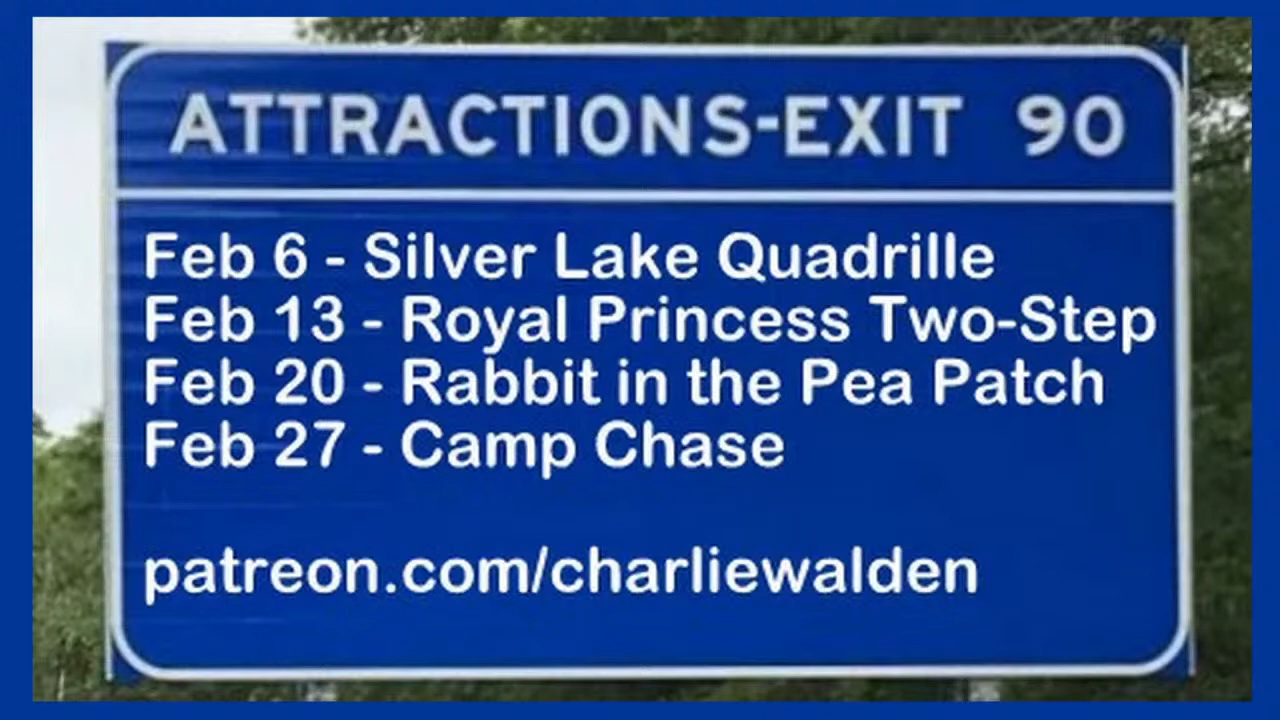 ATTRACTIONS-EXIT 90
Feb 6 - Silver Lake Quadrille
Feb 13 - Royal Princess Two-Step
Feb 20 - Rabbit in the Pea Patch
Feb 27 - Camp Chase
patreon.com/charliewalden